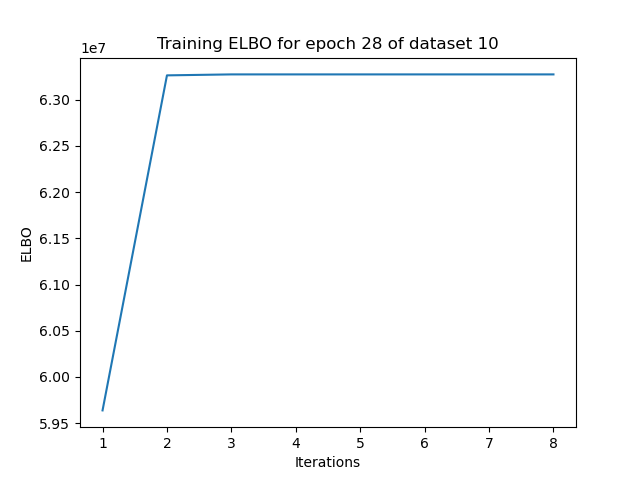 Training ELBO for epoch 28 of dataset 10
1e7
6.30
6.25
6.20
6.15
6.10
6.05
6.00
5.95
ELBO
1 2 3 4 5 6 7 8
Iterations